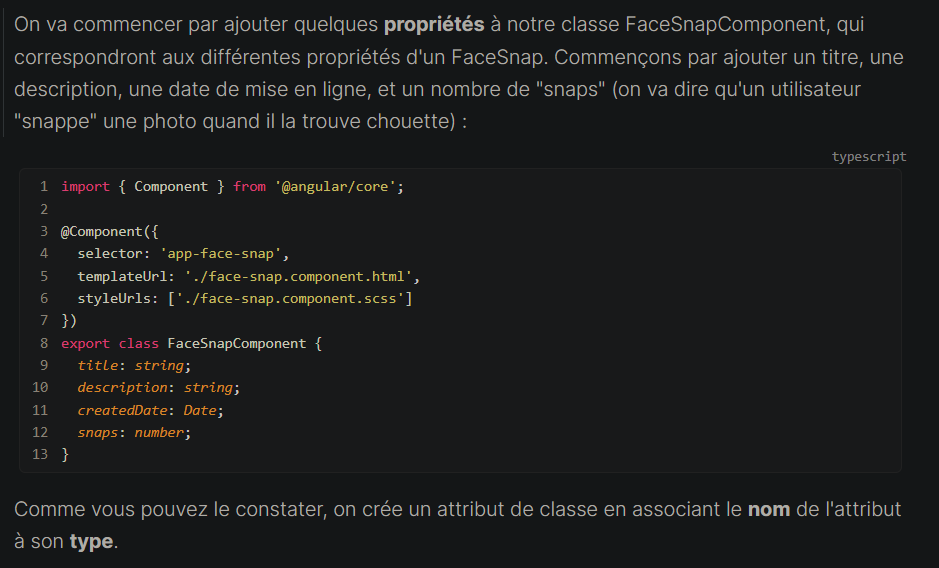 On va commencer par ajouter quelques propriétés à notre classe FaceSnapComponent, qui
correspondront aux différentes propriétés d'un FaceSnap. Commençons par ajouter un titre, une
description, une date de mise en ligne, et un nombre de "snaps" (on va dire qu'un utilisateur
"snappe" une photo quand il la trouve chouette) :
typescript
1 import { Component } from '@angular/core';
2
3 @Component({
4   selector: 'app-face-snap',
5   templateUrl: './face-snap.component.html',
6   styleUrls: ['./face-snap.component.scss']
7 })
8 export class FaceSnapComponent {
9   title: string;
10   description: string;
11   createdDate: Date;
12   snaps: number;
13 }
Comme vous pouvez le constater, on crée un attribut de classe en associant le nom de l'attribut
à son type.